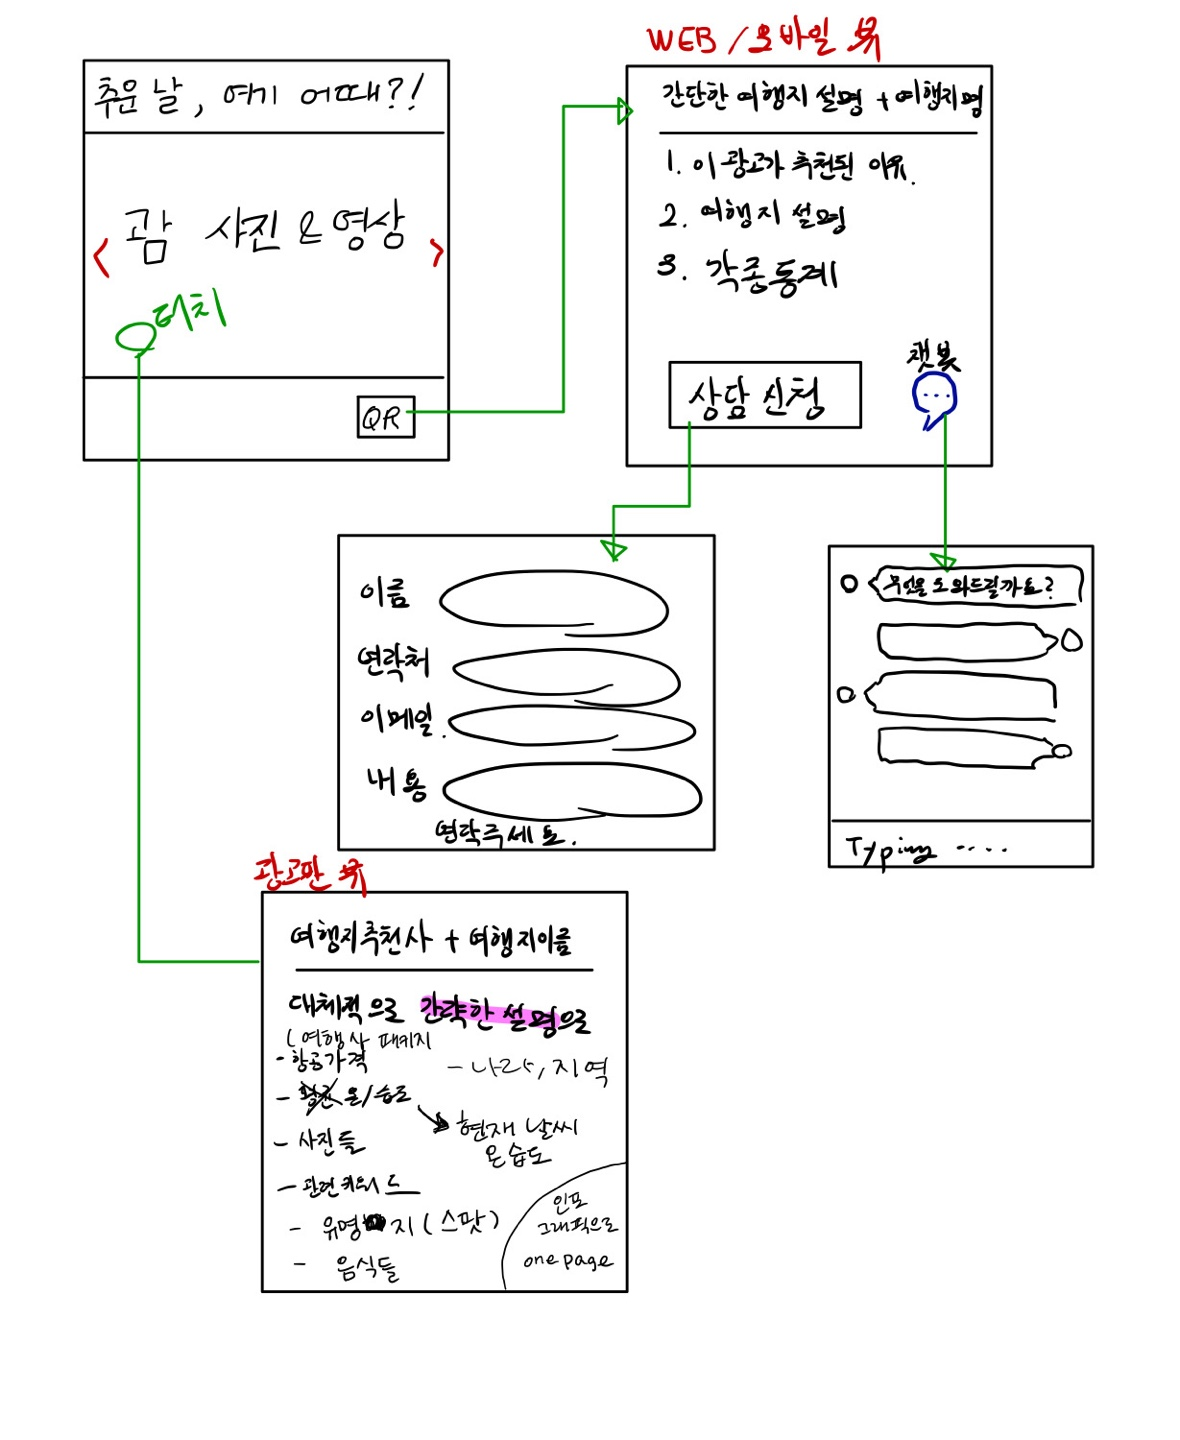 추운 날, 여기 어때?!
괌 사진 & 영상
< >
터치
QR
WEB / 모바일 뷰
간단한 여행지 설명 + 여행지명
1. 이 광고가 추천된 이유.
2. 여행지 설명
3. 각종 통계
상담 신청
챗봇
...
이름
연락처
이메일.
내용
연락주세요.
무엇을 도와드릴까요?
Typing ....
광고판 뷰
여행지추천사 + 여행지이름
대체적으로 간략한 설명으로
(여행사 패키지
- 항공가격
- 나라, 지역
- 온/습도
현재 날씨
온습도
- 사진들
- 관련키워드
- 유명 지 (스팟)
- 음식들
인포
그래픽으로
one page